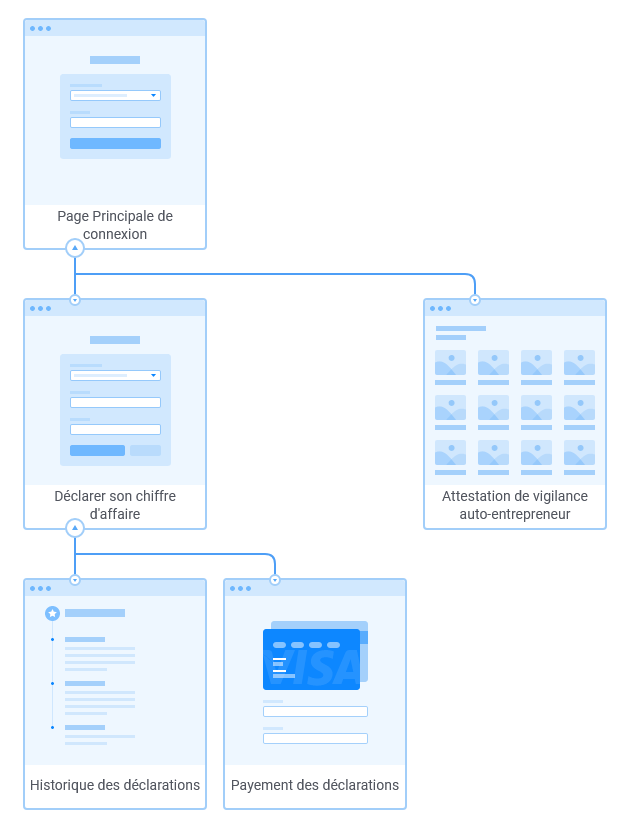 Page Principale de
connexion
Déclarer son chiffre
d'affaire
Attestation de vigilance
auto-entrepreneur
VISA
Historique des déclarations
Payement des déclarations